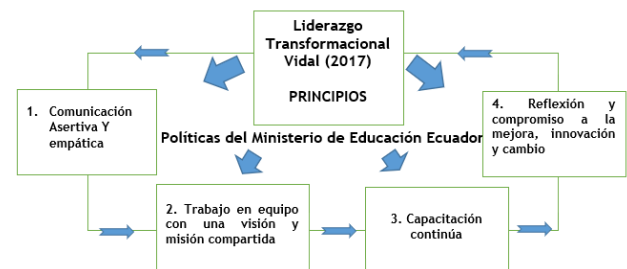 Liderazgo
Transformacional
Vidal (2017)
PRINCIPIOS
1. Comunicación
Asertiva Y
empática
4. Reflexión y
compromiso a la
mejora, innovación
y cambio
Políticas del Ministerio de Educación Ecuador
2. Trabajo en equipo
con una visión y
misión compartida
3. Capacitación
continúa